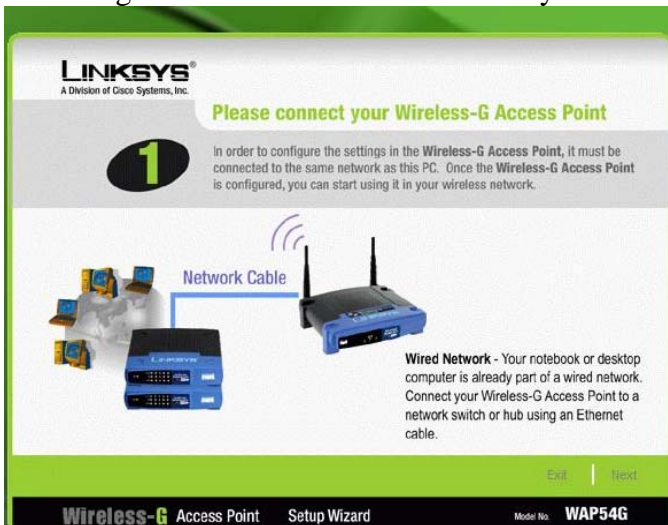 LINKSYS®
A Division of Cisco Systems, Inc.
Please connect your Wireless-G Access Point
1
In order to configure the settings in the Wireless-G Access Point, it must be
connected to the same network as this PC. Once the Wireless-G Access Point
is configured, you can start using it in your wireless network.
Network Cable
LINKSYS
Wired Network - Your notebook or desktop
computer is already part of a wired network.
Connect your Wireless-G Access Point to a
network switch or hub using an Ethernet
cable.
Exit
Next
Wireless-G Access Point Setup Wizard
Model No. WAP54G